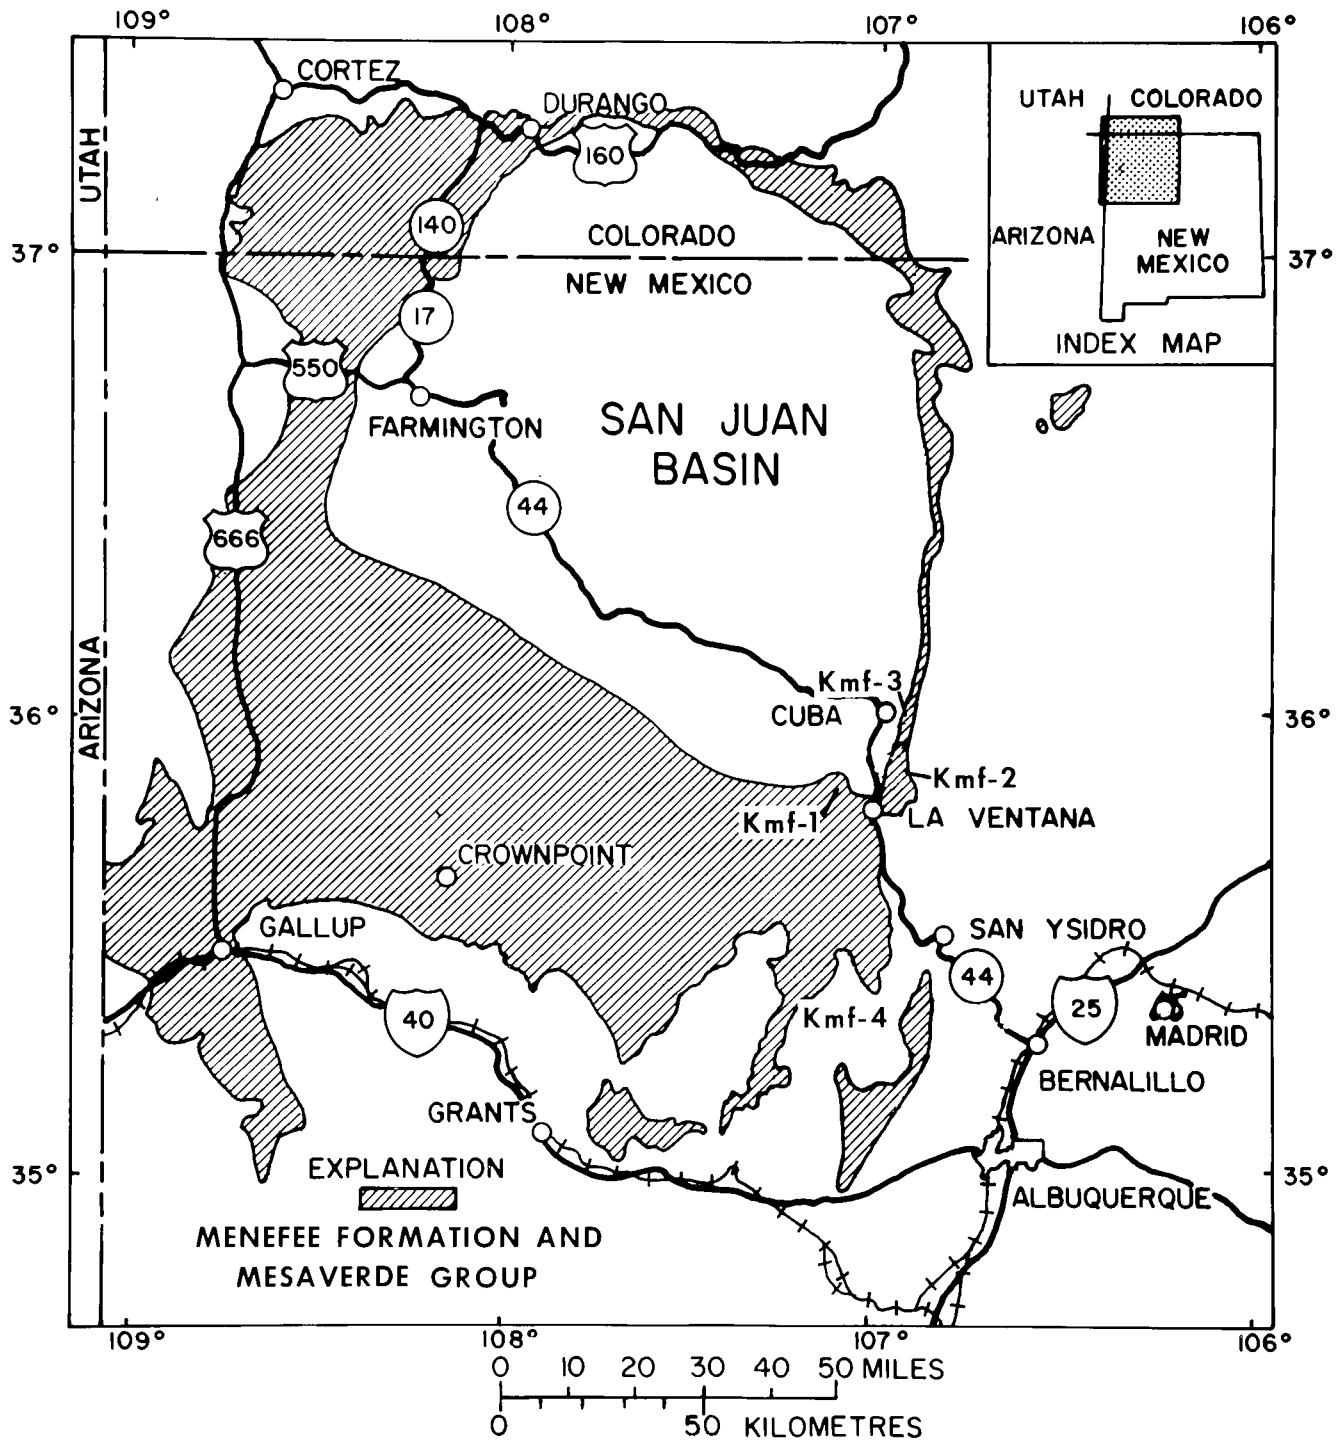 109°
108°
107°
106°
CORTEZ
DURANGO
UTAH
COLORADO
UTAH
160
140
ARIZONA
NEW
MEXICO
COLORADO
37°
37°
NEW MEXICO
17
INDEX MAP
550
FARMINGTON
SAN JUAN
BASIN
44
666
ARIZONA
Kmf-3
36°
CUBA
36°
Kmf-2
Kmf-1
LA VENTANA
CROWNPOINT
GALLUP
SAN YSIDRO
44
40
Kmf-4
25
MADRID
BERNALILLO
GRANTS
EXPLANATION
35°
35°
ALBUQUERQUE
MENEFEE FORMATION AND
MESAVERDE GROUP
109°
108°
107°
106°
0 10 20 30 40 50 MILES
0 50 KILOMETRES